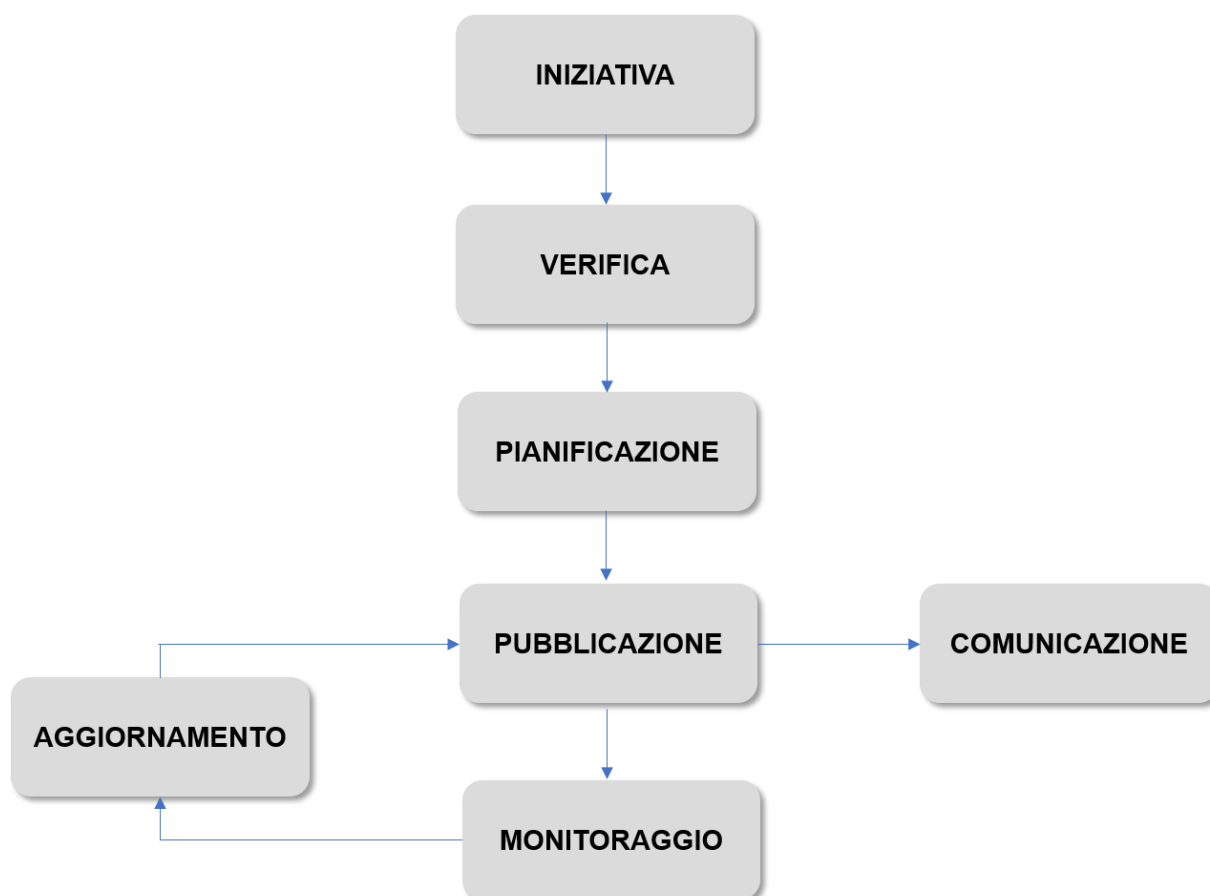 INIZIATIVA
VERIFICA
PIANIFICAZIONE
PUBBLICAZIONE
COMUNICAZIONE
AGGIORNAMENTO
MONITORAGGIO